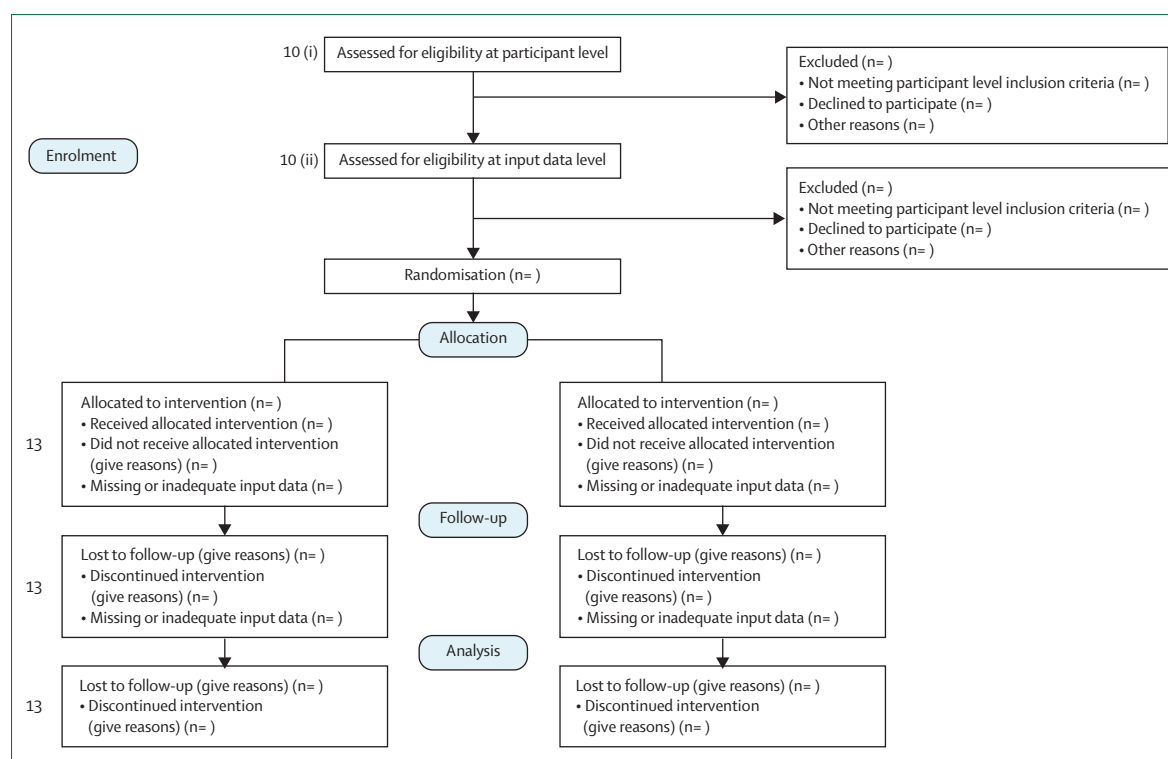 10 (i)
Assessed for eligibility at participant level
Excluded (n= )
• Not meeting participant level inclusion criteria (n= )
• Declined to participate (n= )
• Other reasons (n= )
Enrolment
10 (ii)
Assessed for eligibility at input data level
Excluded (n= )
• Not meeting participant level inclusion criteria (n= )
• Declined to participate (n= )
• Other reasons (n= )
Randomisation (n= )
Allocation
13
Allocated to intervention (n= )
• Received allocated intervention (n= )
• Did not receive allocated intervention
(give reasons) (n= )
• Missing or inadequate input data (n= )
Allocated to intervention (n= )
• Received allocated intervention (n= )
• Did not receive allocated intervention
(give reasons) (n= )
• Missing or inadequate input data (n= )
Follow-up
13
Lost to follow-up (give reasons) (n= )
• Discontinued intervention
(give reasons) (n= )
• Missing or inadequate input data (n= )
Lost to follow-up (give reasons) (n= )
• Discontinued intervention
(give reasons) (n= )
• Missing or inadequate input data (n= )
Analysis
13
Lost to follow-up (give reasons) (n= )
• Discontinued intervention
(give reasons) (n= )
Lost to follow-up (give reasons) (n= )
• Discontinued intervention
(give reasons) (n= )